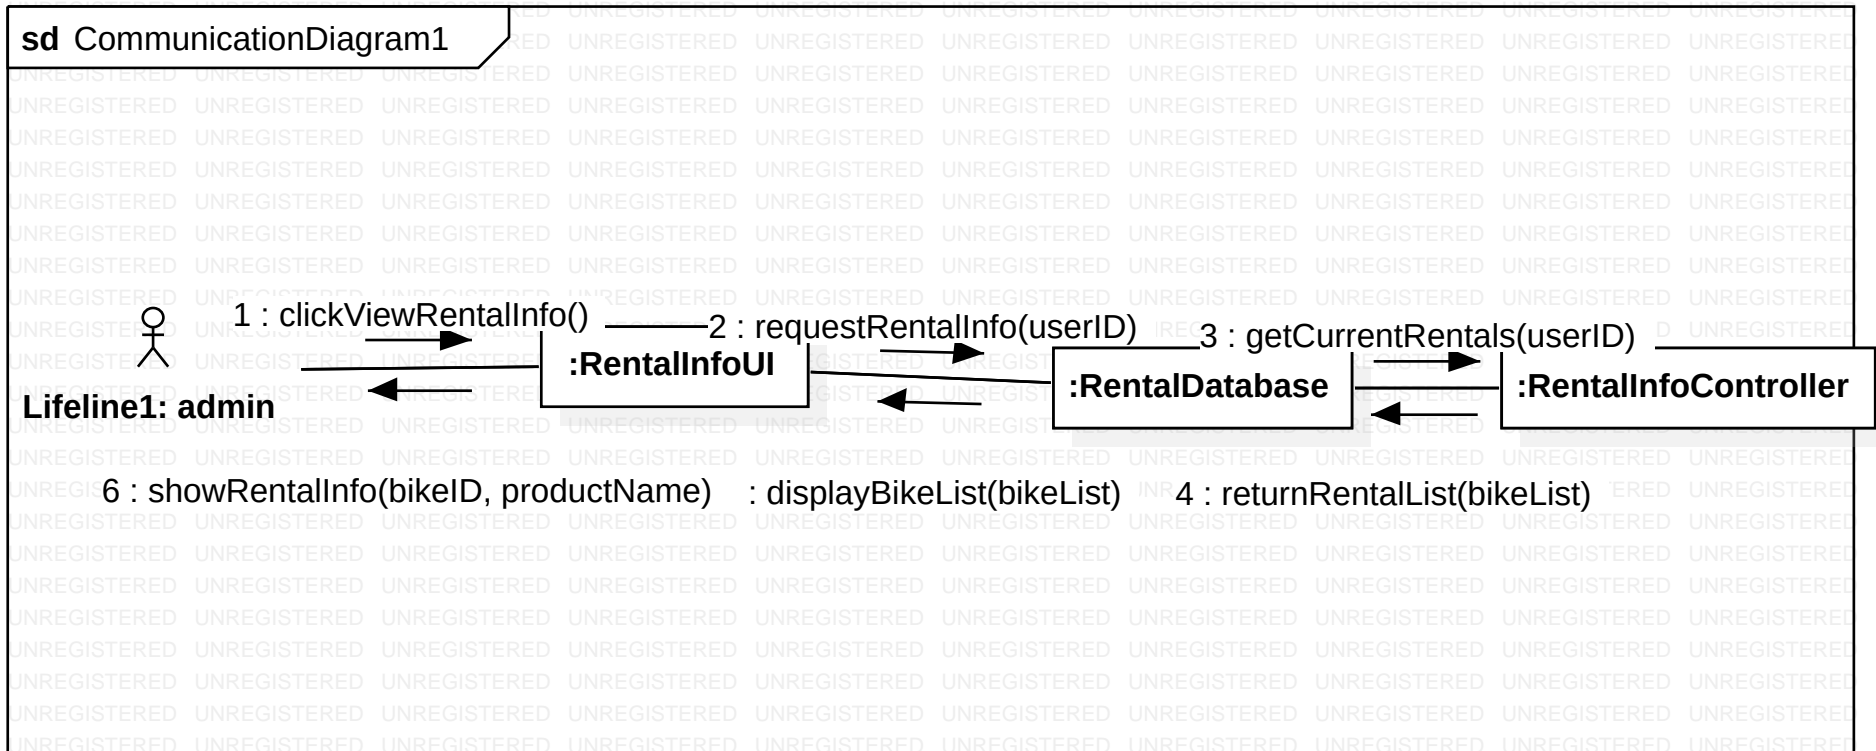 sd CommunicationDiagram1
1 : clickViewRentalInfo()
2 : requestRentalInfo(userID)
3 : getCurrentRentals(userID)
:RentalInfoUI
:RentalDatabase
:RentalInfoController
Lifeline1: admin
6 : showRentalInfo(bikeID, productName)
: displayBikeList(bikeList)
4 : returnRentalList(bikeList)
UNREGISTERED